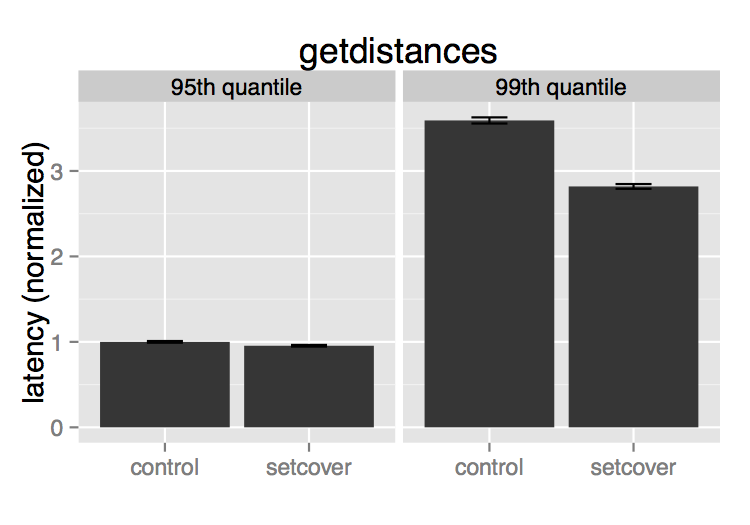 getdistances
95th quantile
99th quantile
latency (normalized)
3
2
1
0
control
setcover
control
setcover